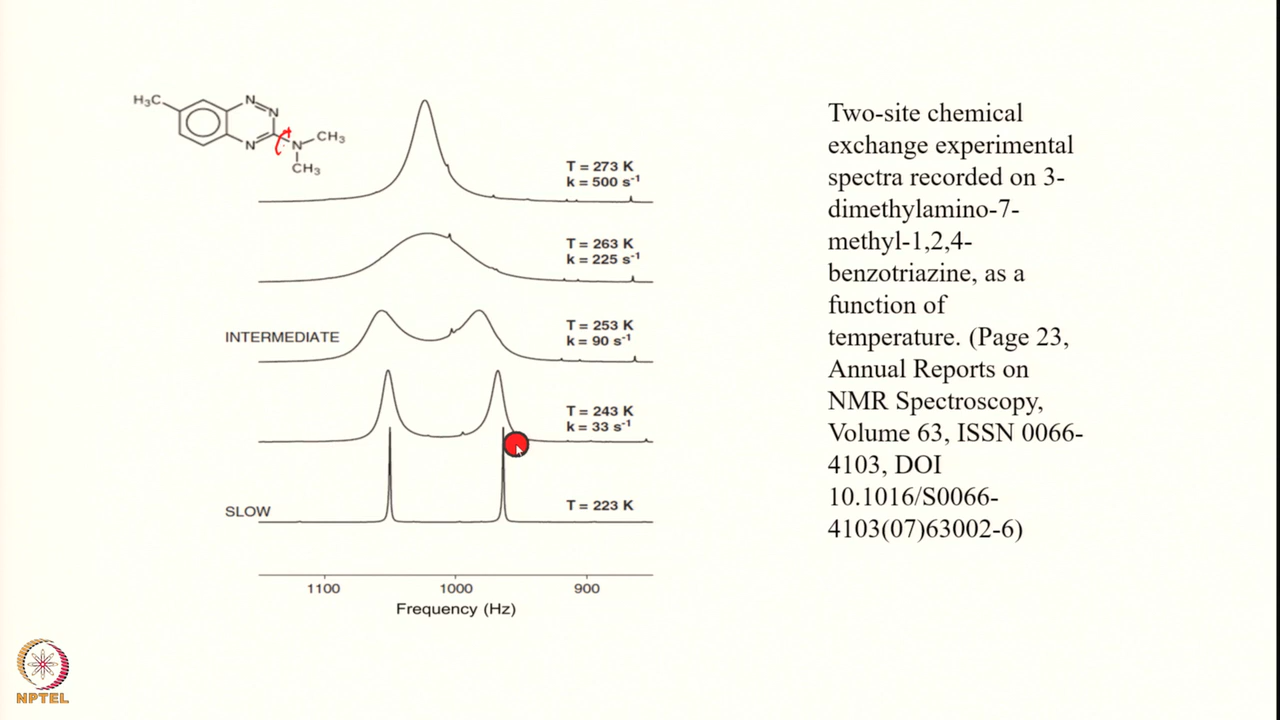 H₃C
N
N
N
N
CH₃
CH₃
T = 273 K
k = 500 s⁻¹
T = 263 K
k = 225 s⁻¹
INTERMEDIATE
T = 253 K
k = 90 s⁻¹
T = 243 K
k = 33 s⁻¹
SLOW
T = 223 K
1100 1000 900
Frequency (Hz)
Two-site chemical
exchange experimental
spectra recorded on 3-
dimethylamino-7-
methyl-1,2,4-
benzotriazine, as a
function of
temperature. (Page 23,
Annual Reports on
NMR Spectroscopy,
Volume 63, ISSN 0066-
4103, DOI
10.1016/S0066-
4103(07)63002-6)
NPTEL